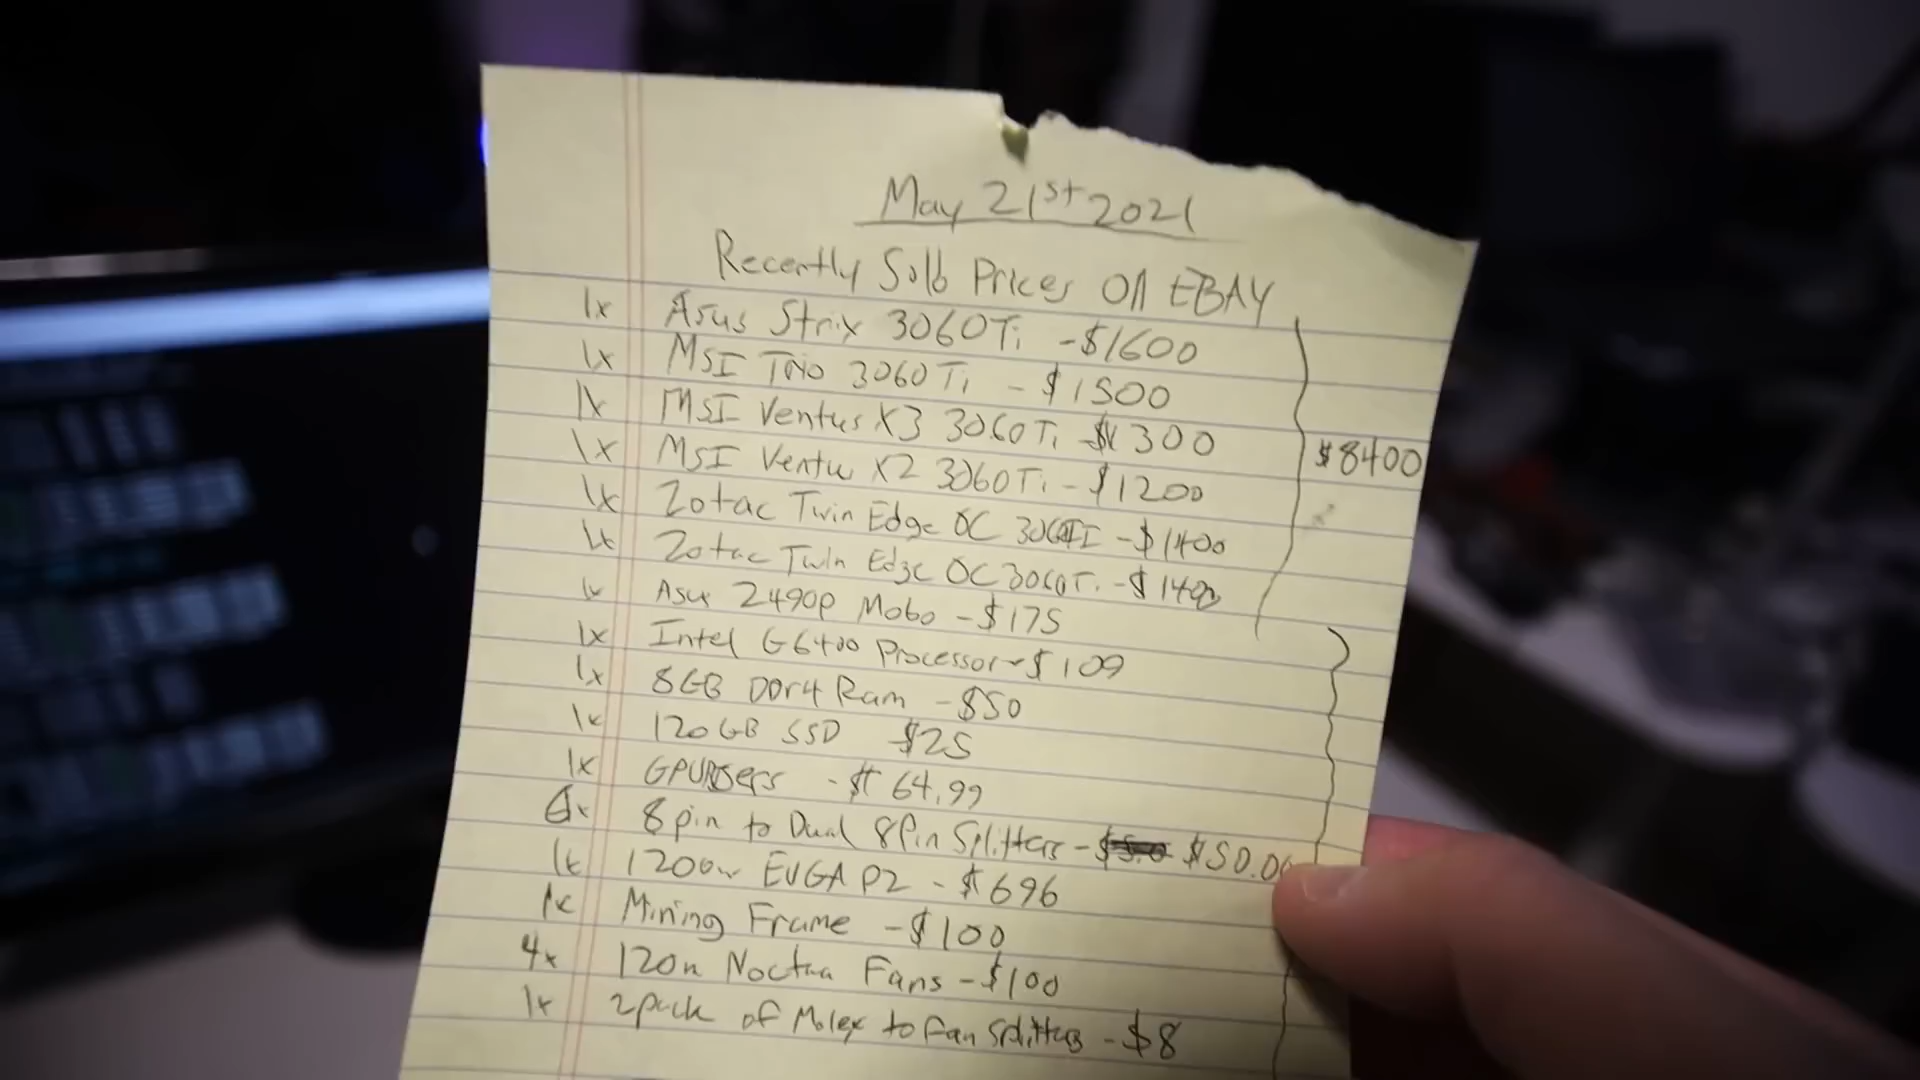 May 21st 2021
Recently Sold Prices On EBAY
1x Asus Strix 3060Ti - $1600
1x MSI Trio 3060Ti - $1500
1x MSI Ventus X3 3060Ti $1300
1x MSI Ventus X2 3060Ti - $1200
1x Zotac Twin Edge OC 3060TI - $1400
1x Zotac Twin Edge OC 3060Ti - $1400
$8400
1x Asus Z490p Mobo - $175
1x Intel G6400 Processor - $109
1x 8GB DDr4 Ram - $50
1x 120GB SSD $25
1x GPURisers - $64.99
6x 8pin to Dual 8Pin Splitters - $50.00
1x 1200w EVGA P2 - $696
1x Mining Frame - $100
4x 120m Noctua Fans - $100
1x 2pack of Molex to fan Splitters - $8